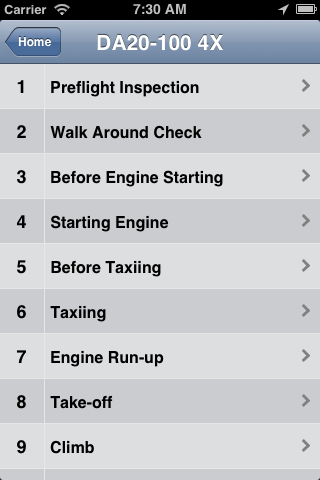 Carrier 7:30 AM
Home DA20-100 4X
1 Preflight Inspection
2 Walk Around Check
3 Before Engine Starting
4 Starting Engine
5 Before Taxiing
6 Taxiing
7 Engine Run-up
8 Take-off
9 Climb